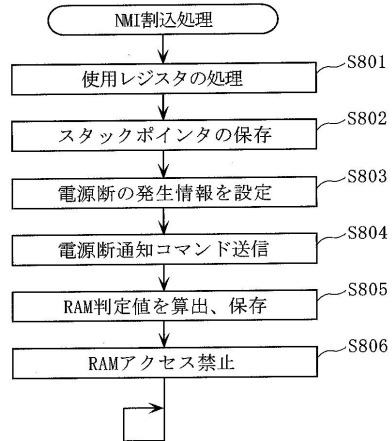 NMI割込処理
S801
使用レジスタの処理
S802
スタックポインタの保存
S803
電源断の発生情報を設定
S804
電源断通知コマンド送信
S805
RAM判定値を算出、保存
S806
RAMアクセス禁止